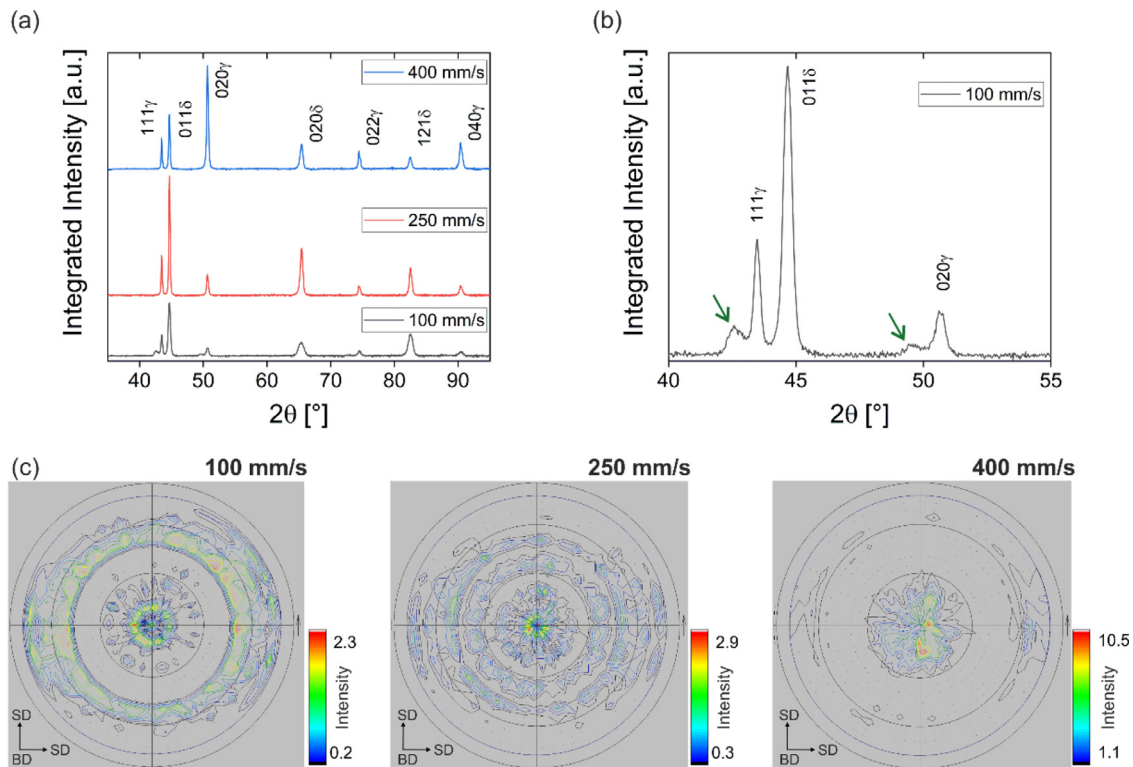 (a)
Integrated Intensity [a.u.]
111γ
011δ
020γ
020δ
022γ
121δ
040γ
400 mm/s
250 mm/s
100 mm/s
40 50 60 70 80 90
2θ [°]
(b)
Integrated Intensity [a.u.]
111γ
011δ
020γ
100 mm/s
40 45 50 55
2θ [°]
(c)
100 mm/s
SD
BD
SD
2.3
Intensity
0.2
250 mm/s
SD
BD
SD
2.9
Intensity
0.3
400 mm/s
SD
BD
SD
10.5
Intensity
1.1